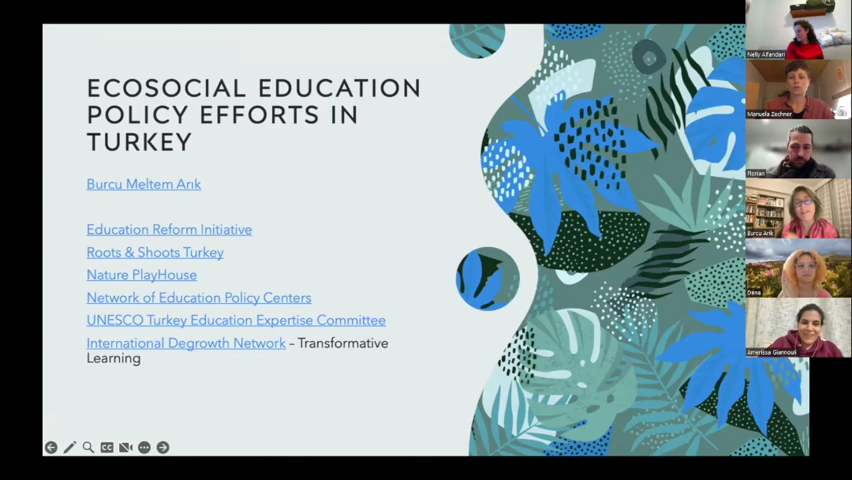 ECOSOCIAL EDUCATION
POLICY EFFORTS IN
TURKEY
Burcu Meltem Arık
Education Reform Initiative
Roots & Shoots Turkey
Nature PlayHouse
Network of Education Policy Centers
UNESCO Turkey Education Expertise Committee
International Degrowth Network – Transformative
Learning
Nelly Alfandari
Manuela Zechner
Florian
Burcu Arik
Dena
Amerissa Giannouli
CC